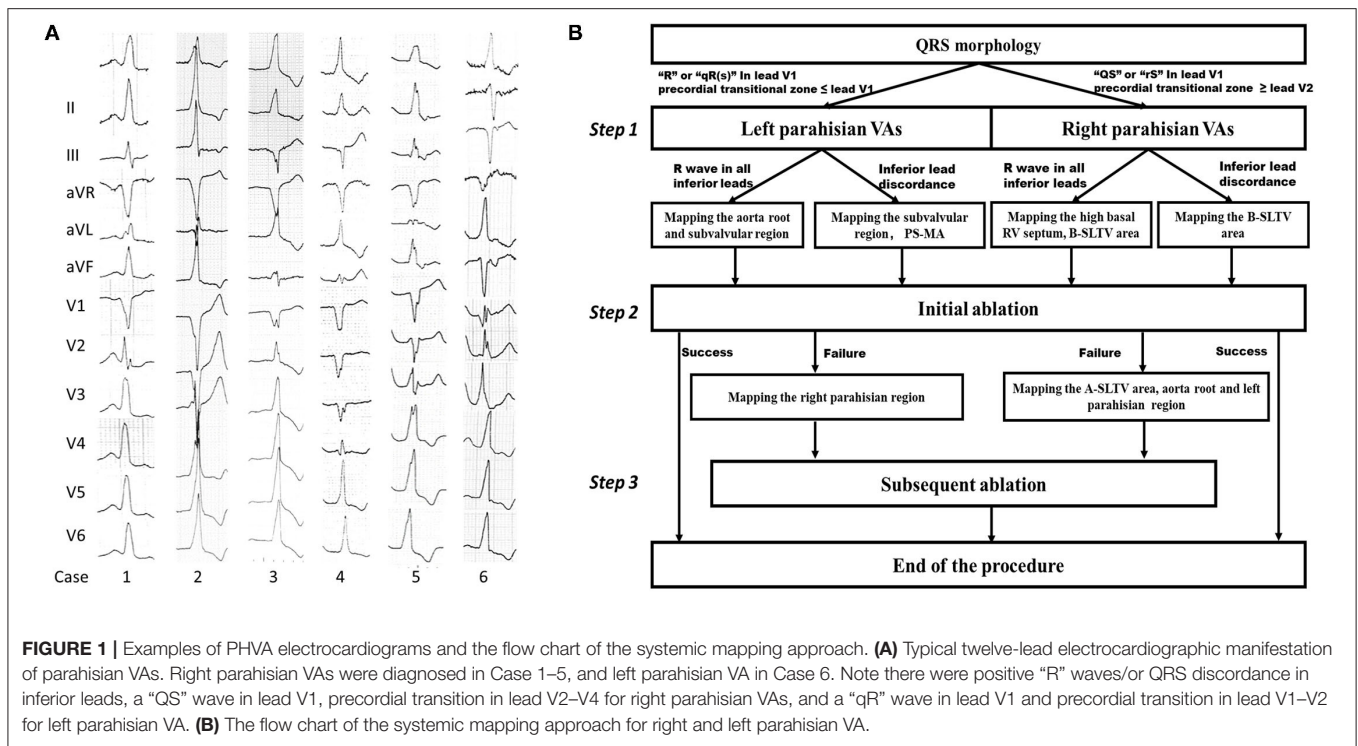 A
II
III
aVR
aVL
aVF
V1
V2
V3
V4
V5
V6
Case 1 2 3 4 5 6
B
QRS morphology
“R” or “qR(s)” In lead V1
precordial transitional zone ≤ lead V1
“QS” or “rS” In lead V1
precordial transitional zone ≥ lead V2
Step 1
Left parahisian VAs
Right parahisian VAs
R wave in all
inferior leads
Inferior lead
discordance
R wave in all
inferior leads
Inferior lead
discordance
Mapping the aorta root
and subvalvular region
Mapping the subvalvular
region, PS-MA
Mapping the high basal
RV septum, B-SLTV area
Mapping the B-SLTV
area
Step 2
Initial ablation
Success
Failure
Failure
Success
Mapping the right parahisian region
Mapping the A-SLTV area, aorta root and left
parahisian region
Step 3
Subsequent ablation
End of the procedure
FIGURE 1 | Examples of PHVA electrocardiograms and the flow chart of the systemic mapping approach. (A) Typical twelve-lead electrocardiographic manifestation
of parahisian VAs. Right parahisian VAs were diagnosed in Case 1–5, and left parahisian VA in Case 6. Note there were positive “R” waves/or QRS discordance in
inferior leads, a “QS” wave in lead V1, precordial transition in lead V2–V4 for right parahisian VAs, and a “qR” wave in lead V1 and precordial transition in lead V1–V2
for left parahisian VA. (B) The flow chart of the systemic mapping approach for right and left parahisian VA.